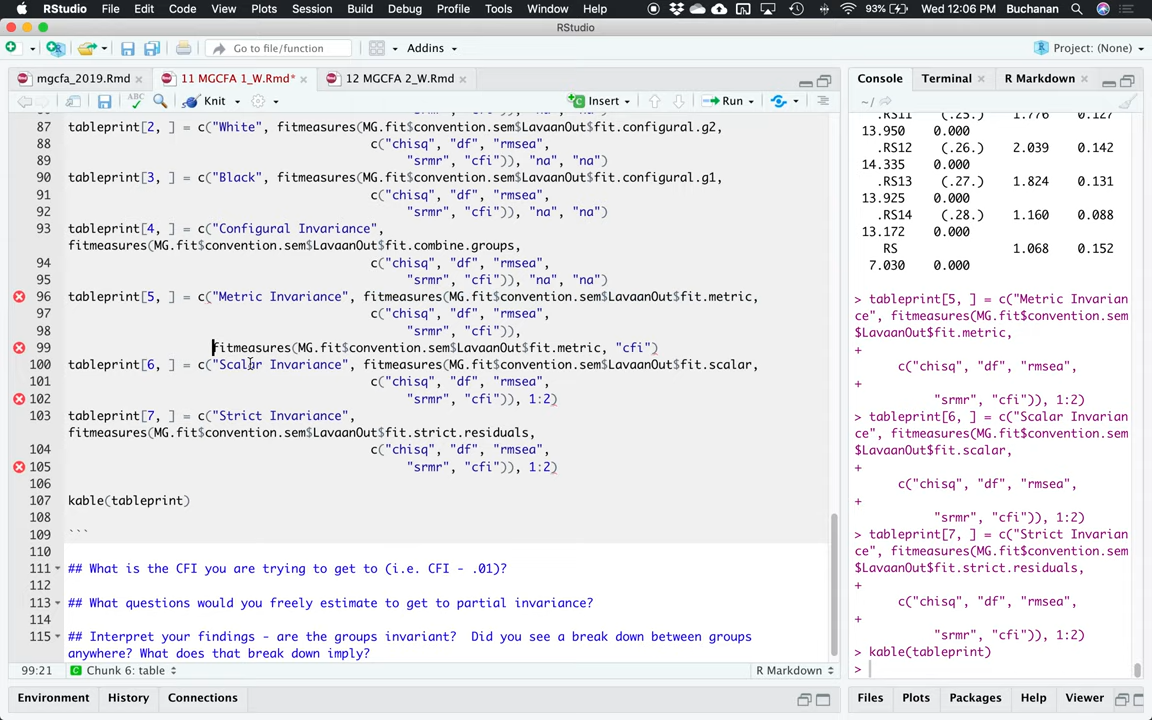 RStudio File Edit Code View Plots Session Build Debug Profile Tools Window Help 93% Wed 12:06 PM Buchanan
RStudio
Go to file/function Addins Project: (None)
mgcfa_2019.Rmd 11 MGCFA 1_W.Rmd* 12 MGCFA 2_W.Rmd
ABC Knit Insert Run
87 tableprint[2, ] = c("White", fitmeasures(MG.fit$convention.sem$LavaanOut$fit.configural.g2,
88 c("chisq", "df", "rmsea",
89 "srmr", "cfi")), "na", "na")
90 tableprint[3, ] = c("Black", fitmeasures(MG.fit$convention.sem$LavaanOut$fit.configural.g1,
91 c("chisq", "df", "rmsea",
92 "srmr", "cfi")), "na", "na")
93 tableprint[4, ] = c("Configural Invariance",
fitmeasures(MG.fit$convention.sem$LavaanOut$fit.combine.groups,
94 c("chisq", "df", "rmsea",
95 "srmr", "cfi")), "na", "na")
96 tableprint[5, ] = c("Metric Invariance", fitmeasures(MG.fit$convention.sem$LavaanOut$fit.metric,
97 c("chisq", "df", "rmsea",
98 "srmr", "cfi")),
99 fitmeasures(MG.fit$convention.sem$LavaanOut$fit.metric, "cfi")
100 tableprint[6, ] = c("Scalar Invariance", fitmeasures(MG.fit$convention.sem$LavaanOut$fit.scalar,
101 c("chisq", "df", "rmsea",
102 "srmr", "cfi")), 1:2)
103 tableprint[7, ] = c("Strict Invariance",
fitmeasures(MG.fit$convention.sem$LavaanOut$fit.strict.residuals,
104 c("chisq", "df", "rmsea",
105 "srmr", "cfi")), 1:2)
106
107 kable(tableprint)
108
109 ```
110
111 ## What is the CFI you are trying to get to (i.e. CFI - .01)?
112
113 ## What questions would you freely estimate to get to partial invariance?
114
115 ## Interpret your findings - are the groups invariant? Did you see a break down between groups
anywhere? What does that break down imply?
99:21 Chunk 6: table R Markdown
Environment History Connections
Console Terminal R Markdown
~/
.RS11 (.25.) 1.776 0.127
13.950 0.000
.RS12 (.26.) 2.039 0.142
14.335 0.000
.RS13 (.27.) 1.824 0.131
13.925 0.000
.RS14 (.28.) 1.160 0.088
13.172 0.000
RS 1.068 0.152
7.030 0.000
> tableprint[5, ] = c("Metric Invarian
ce", fitmeasures(MG.fit$convention.sem
$LavaanOut$fit.metric,
+
c("chisq", "df", "rmsea",
+
"srmr", "cfi")), 1:2)
> tableprint[6, ] = c("Scalar Invarian
ce", fitmeasures(MG.fit$convention.sem
$LavaanOut$fit.scalar,
+
c("chisq", "df", "rmsea",
+
"srmr", "cfi")), 1:2)
> tableprint[7, ] = c("Strict Invarian
ce", fitmeasures(MG.fit$convention.sem
$LavaanOut$fit.strict.residuals,
+
c("chisq", "df", "rmsea",
+
"srmr", "cfi")), 1:2)
> kable(tableprint)
>
Files Plots Packages Help Viewer